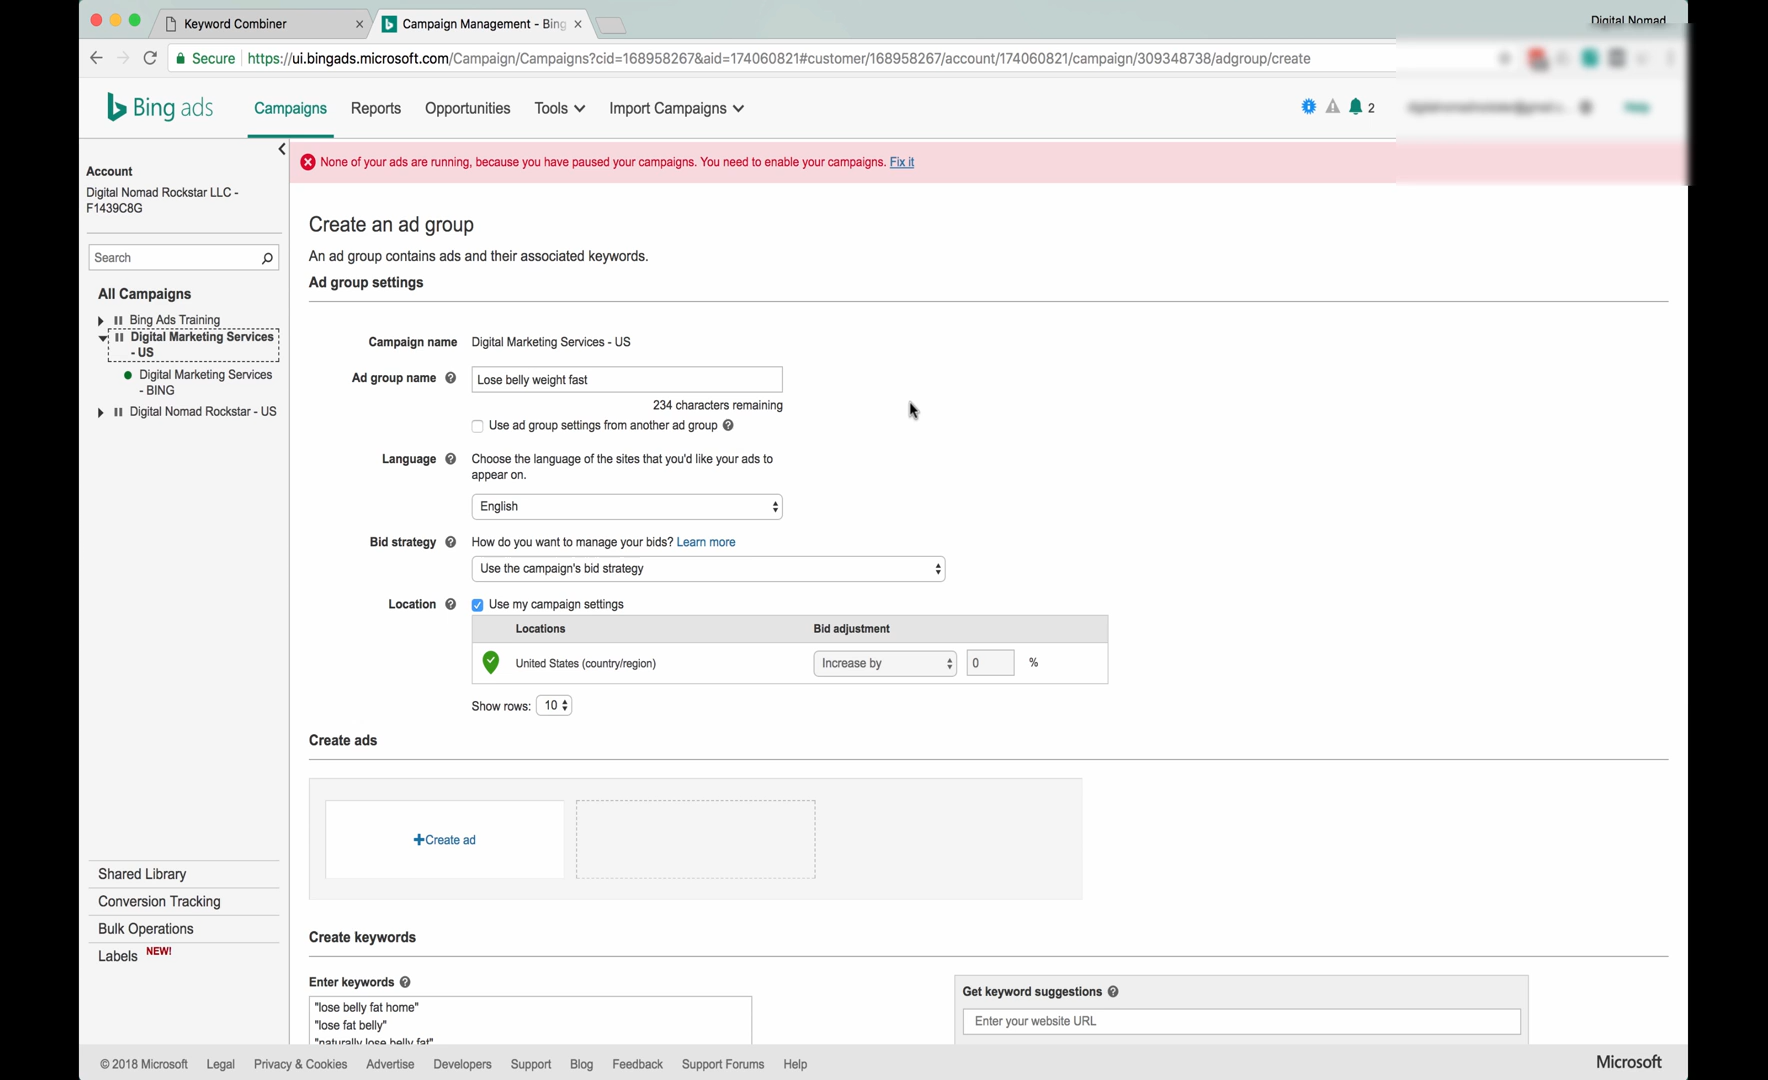 Keyword Combiner
Campaign Management - Bing
Digital Nomad
Secure
https://ui.bingads.microsoft.com/Campaign/Campaigns?cid=168958267&aid=174060821#customer/168958267/account/174060821/campaign/309348738/adgroup/create
Bing ads
Campaigns
Reports
Opportunities
Tools
Import Campaigns
2
None of your ads are running, because you have paused your campaigns. You need to enable your campaigns. Fix it
Account
Digital Nomad Rockstar LLC -
F1439C8G
Search
All Campaigns
Bing Ads Training
Digital Marketing Services
- US
Digital Marketing Services
- BING
Digital Nomad Rockstar - US
Shared Library
Conversion Tracking
Bulk Operations
Labels NEW!
Create an ad group
An ad group contains ads and their associated keywords.
Ad group settings
Campaign name Digital Marketing Services - US
Ad group name Lose belly weight fast
234 characters remaining
Use ad group settings from another ad group
Language Choose the language of the sites that you'd like your ads to
appear on.
English
Bid strategy How do you want to manage your bids? Learn more
Use the campaign's bid strategy
Location Use my campaign settings
Locations Bid adjustment
United States (country/region) Increase by 0 %
Show rows: 10
Create ads
+Create ad
Create keywords
Enter keywords
"lose belly fat home"
"lose fat belly"
"naturally lose belly fat"
Get keyword suggestions
Enter your website URL
© 2018 Microsoft Legal Privacy & Cookies Advertise Developers Support Blog Feedback Support Forums Help
Microsoft